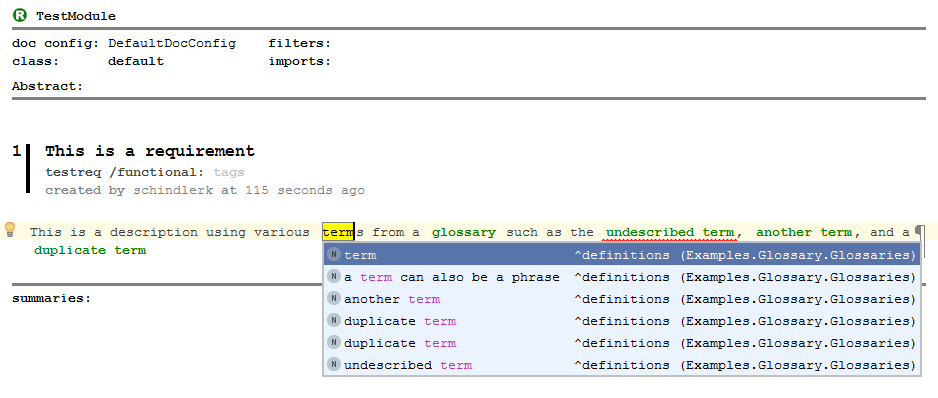 R TestModule
doc config: DefaultDocConfig filters:
class: default imports:
Abstract:
1 This is a requirement
testreq /functional: tags
created by schindlerk at 115 seconds ago
This is a description using various terms from a glossary such as the undescribed term, another term, and a ¶
duplicate term
N term ^definitions (Examples.Glossary.Glossaries)
N a term can also be a phrase ^definitions (Examples.Glossary.Glossaries)
N another term ^definitions (Examples.Glossary.Glossaries)
N duplicate term ^definitions (Examples.Glossary.Glossaries)
N duplicate term ^definitions (Examples.Glossary.Glossaries)
N undescribed term ^definitions (Examples.Glossary.Glossaries)
summaries: